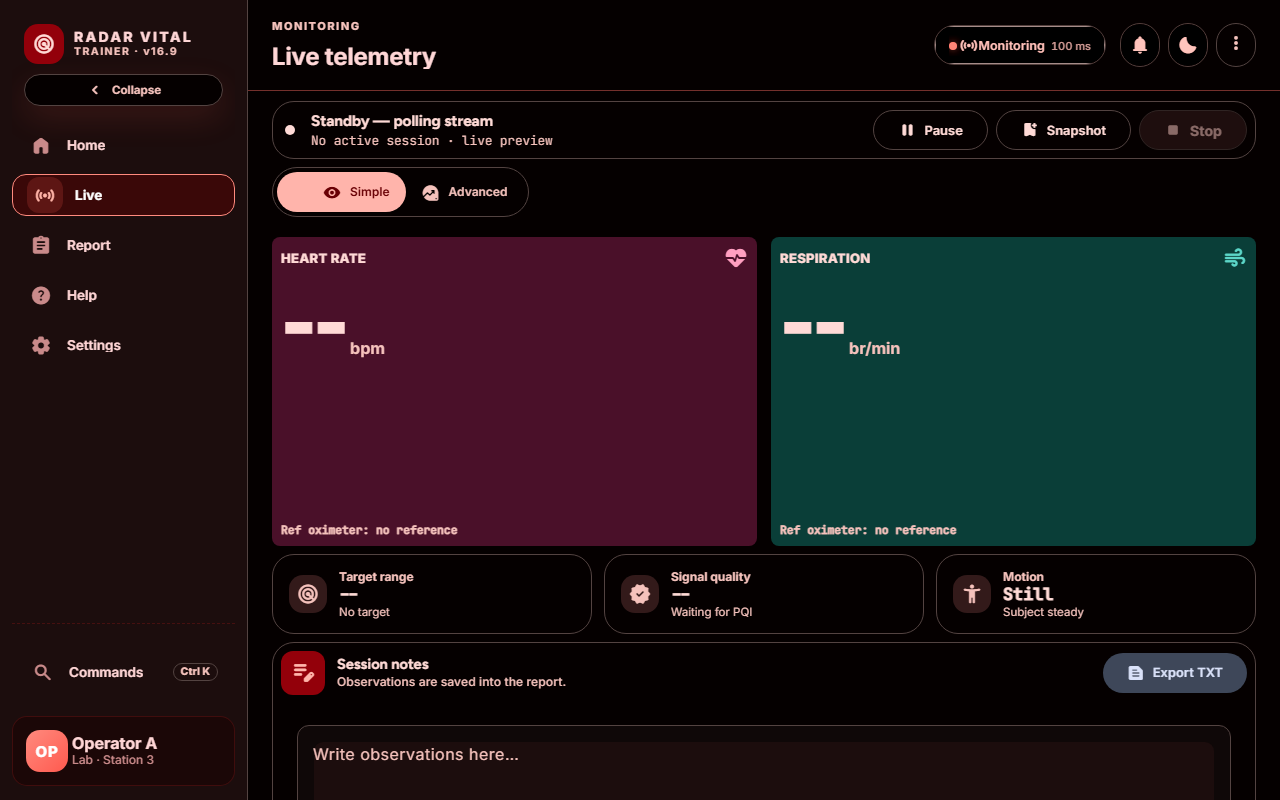 RADAR VITAL
TRAINER · v16.9
Collapse
Home
Live
Report
Help
Settings
Commands
Ctrl K
OP
Operator A
Lab · Station 3
MONITORING
Live telemetry
Monitoring 100 ms
Standby — polling stream
No active session · live preview
Pause
Snapshot
Stop
Simple
Advanced
HEART RATE
--
bpm
Ref oximeter: no reference
RESPIRATION
--
br/min
Ref oximeter: no reference
Target range
--
No target
Signal quality
--
Waiting for PQI
Motion
Still
Subject steady
Session notes
Observations are saved into the report.
Export TXT
Write observations here...